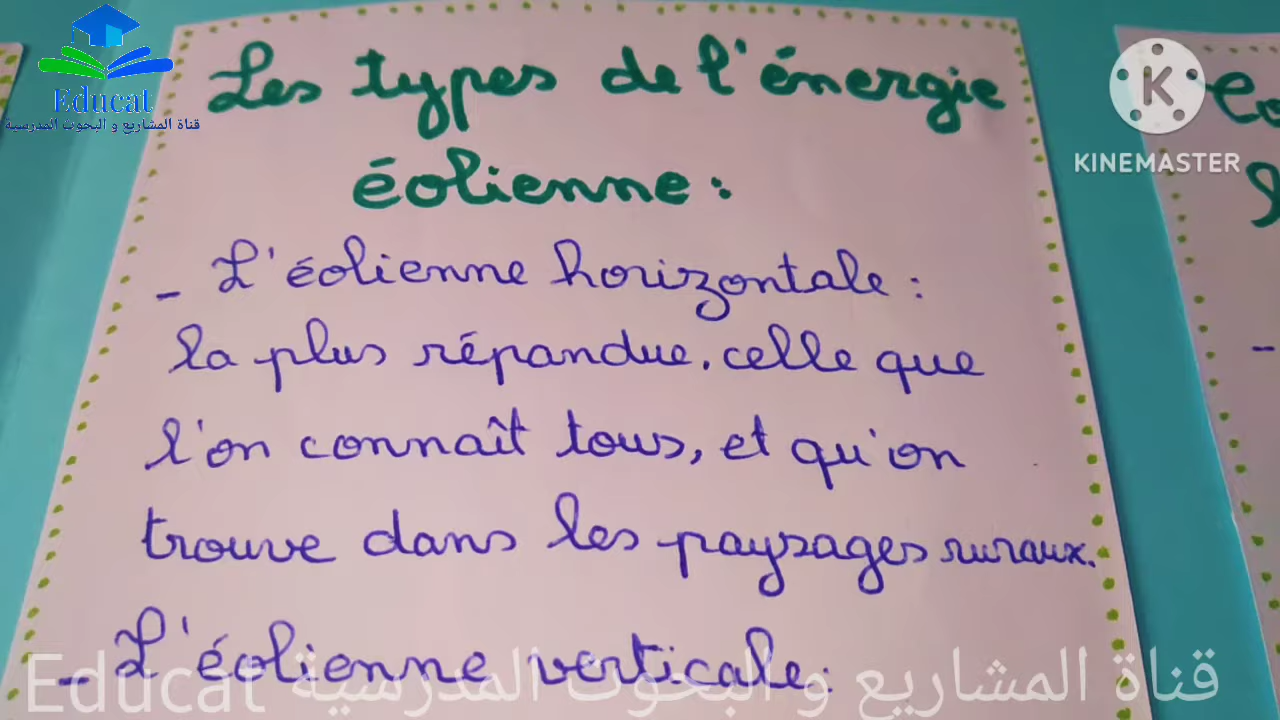 Educat
قناة المشاريع و البحوث المدرسية
K
KINEMASTER
Les types de l'énergie
éolienne :
- L'éolienne horizontale :
la plus répandue. celle que
l'on connaît tous, et qu'on
trouve dans les paysages ruraux.
- L'éolienne verticale :
Educat قناة المشاريع و البحوث المدرسية